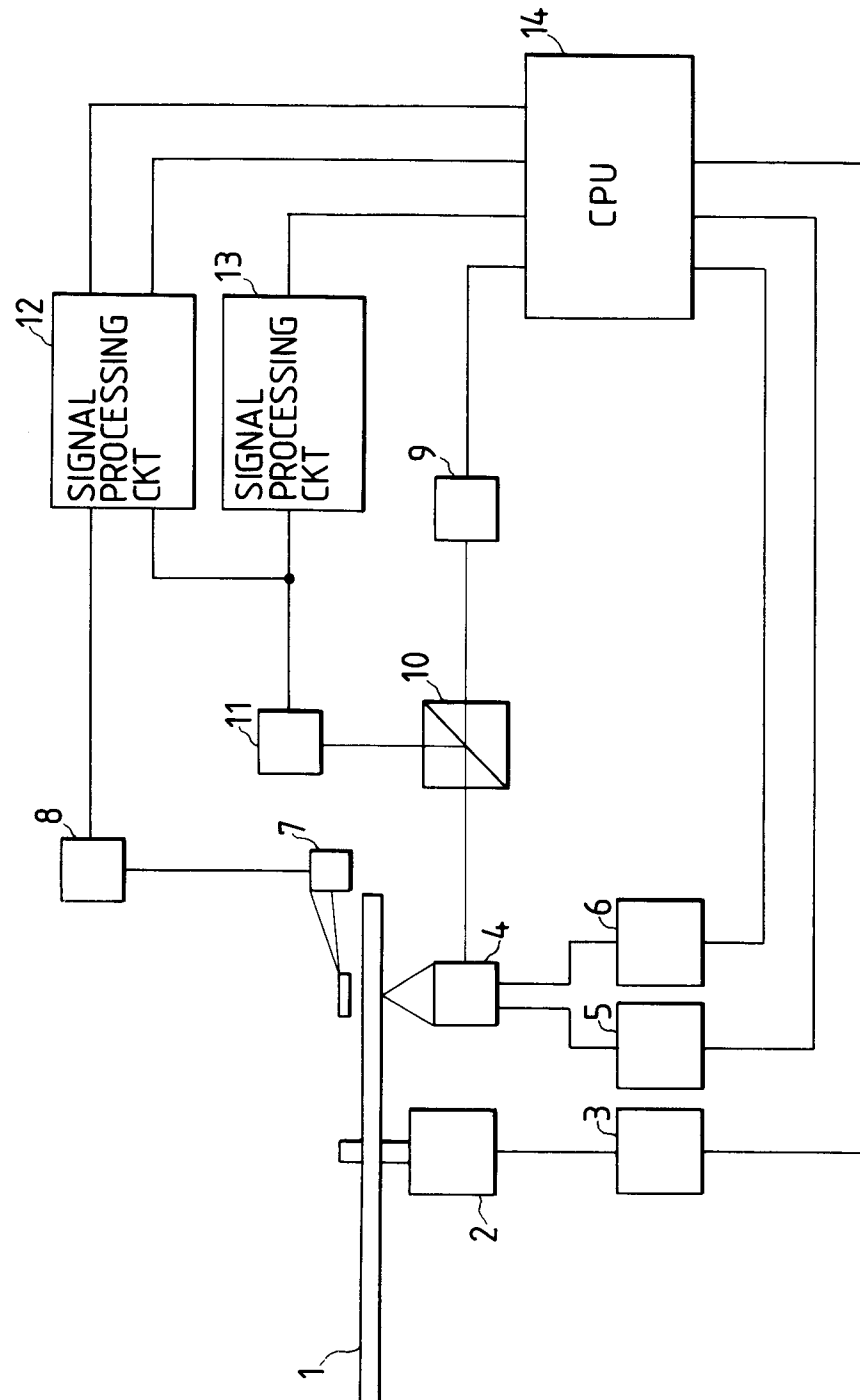 12
SIGNAL
PROCESSING
CKT
13
SIGNAL
PROCESSING
CKT
14
CPU
8
11
9
7
10
4
6
5
3
2
1